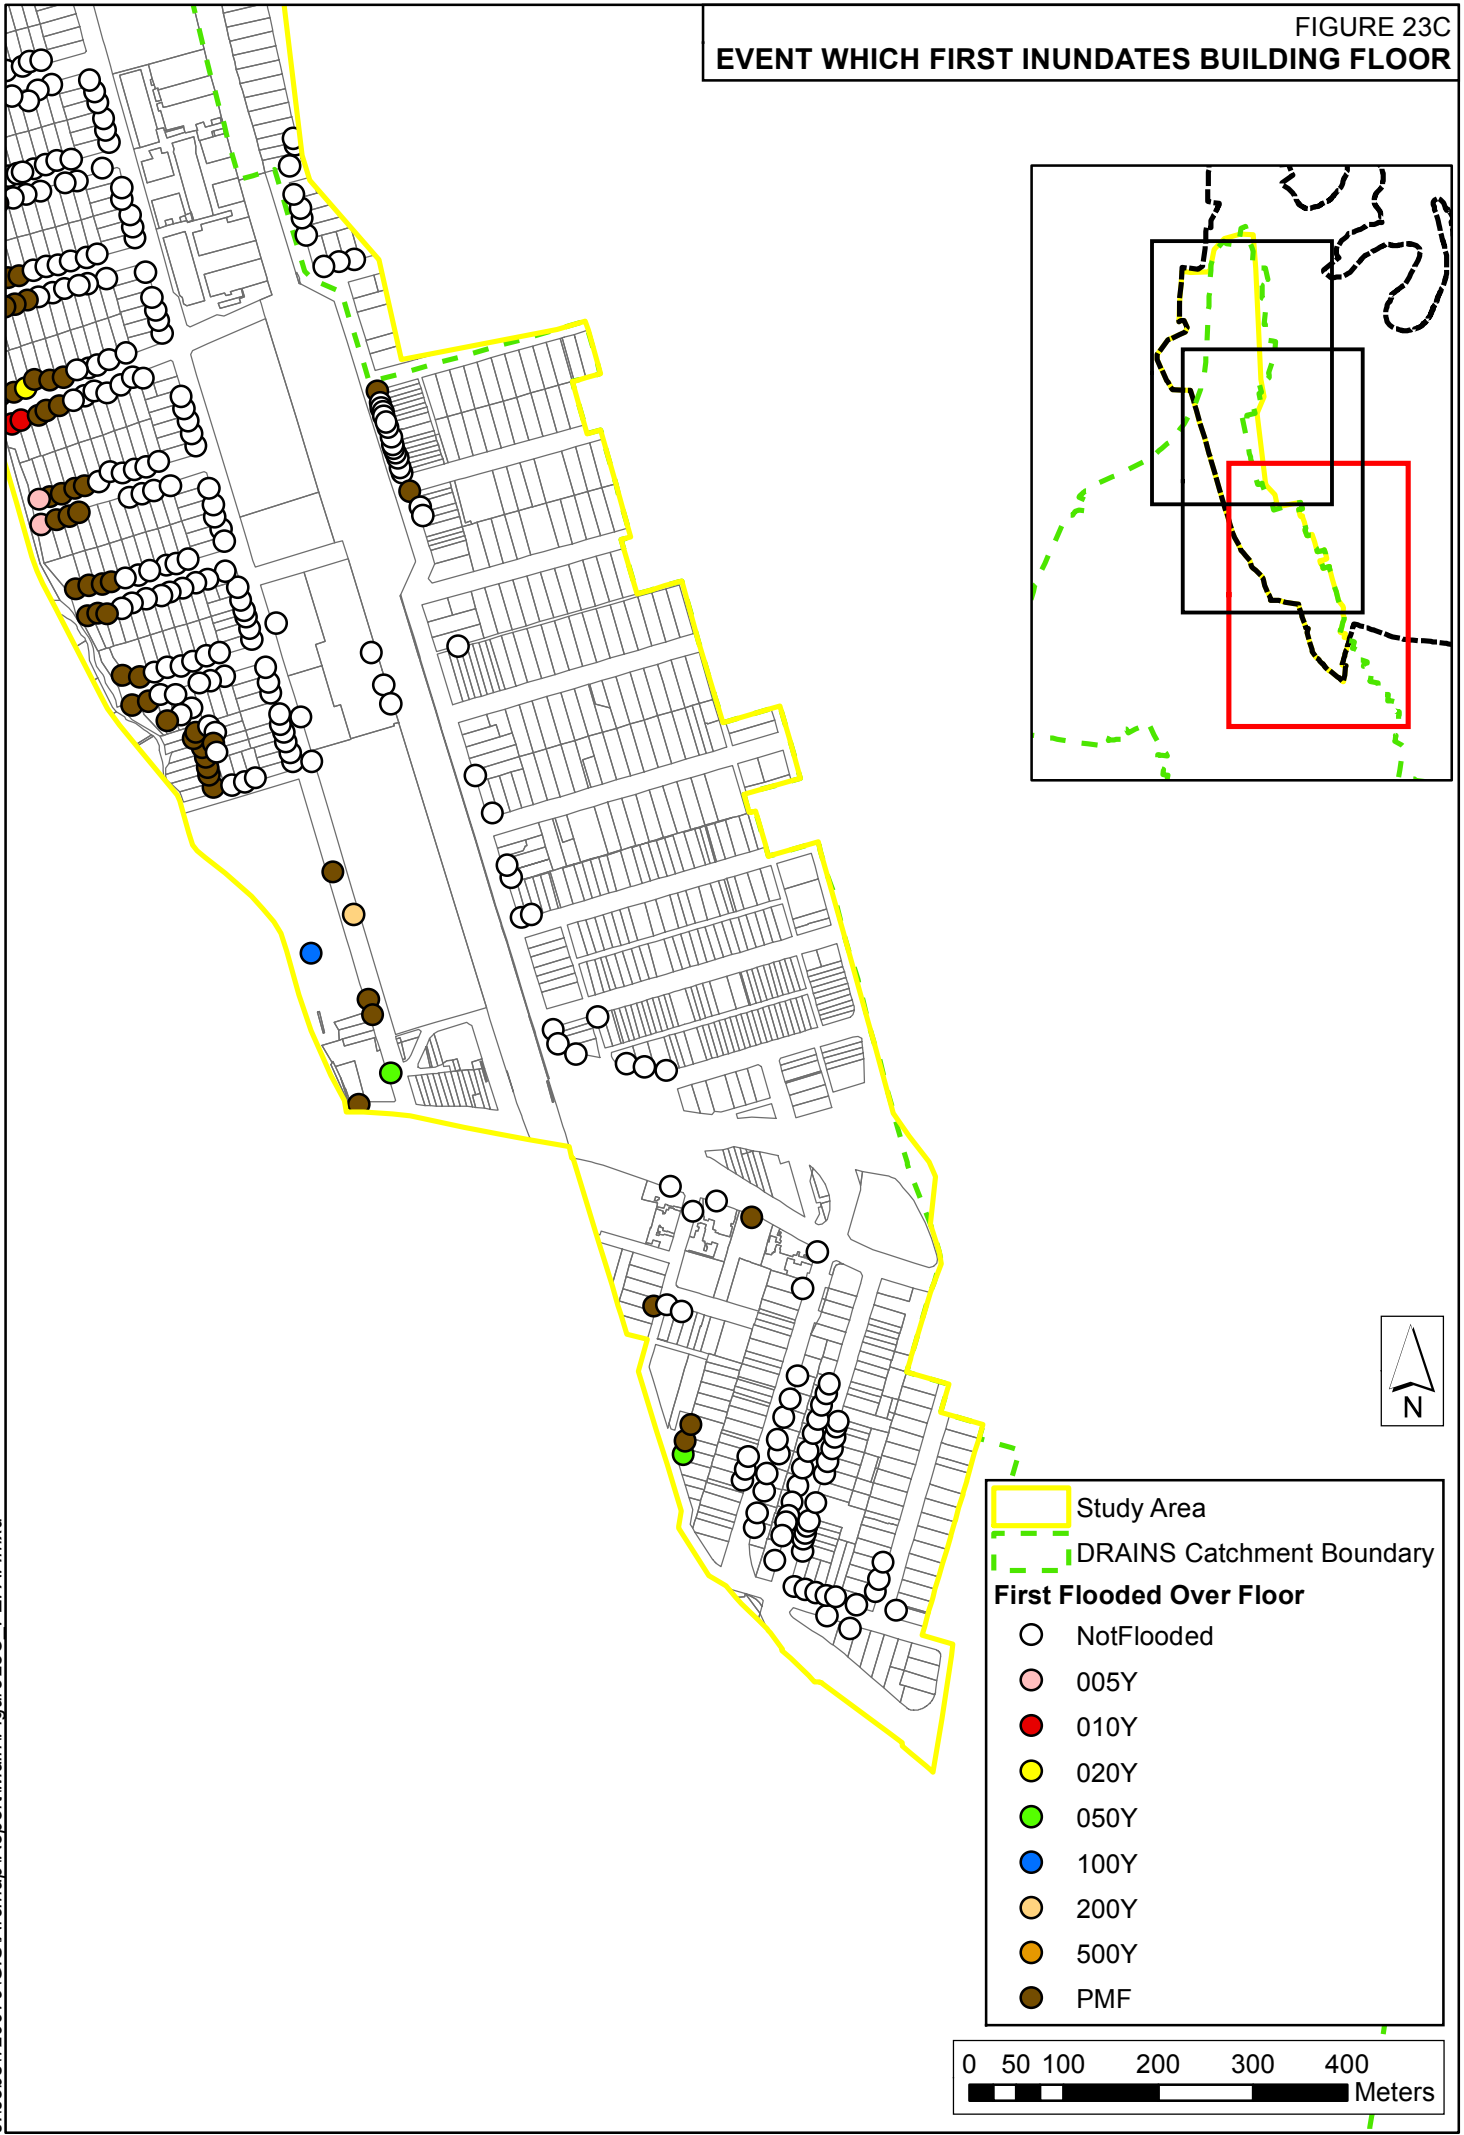 FIGURE 23C
EVENT WHICH FIRST INUNDATES BUILDING FLOOR
N
Study Area
DRAINS Catchment Boundary
First Flooded Over Floor
NotFlooded
005Y
010Y
020Y
050Y
100Y
200Y
500Y
PMF
0 50 100 200 300 400
Meters